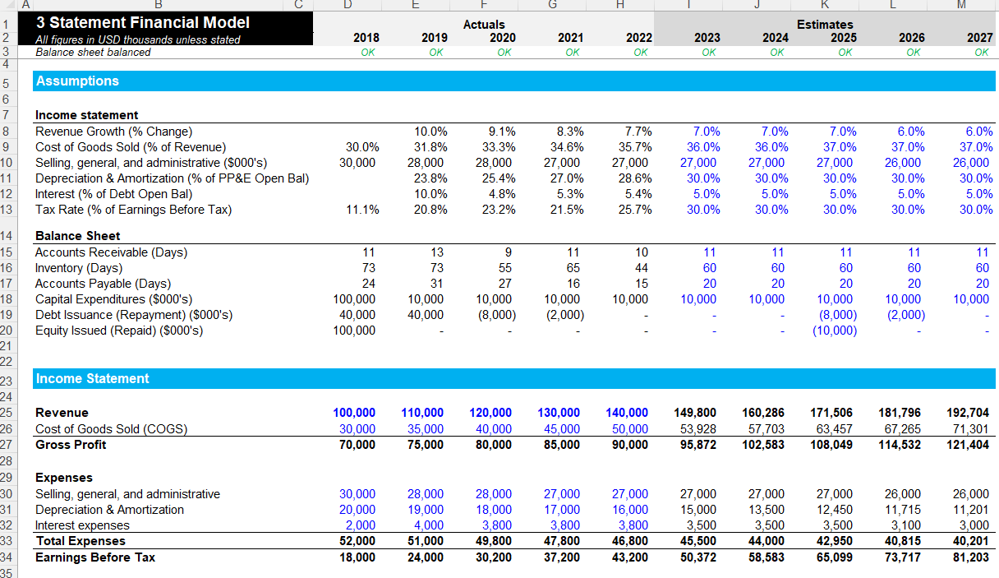 A B C D E F G H I J K L M
1 3 Statement Financial Model Actuals Estimates
2 All figures in USD thousands unless stated 2018 2019 2020 2021 2022 2023 2024 2025 2026 2027
3 Balance sheet balanced OK OK OK OK OK OK OK OK OK OK
4
5 Assumptions
6
7 Income statement
8 Revenue Growth (% Change) 10.0% 9.1% 8.3% 7.7% 7.0% 7.0% 7.0% 6.0% 6.0%
9 Cost of Goods Sold (% of Revenue) 30.0% 31.8% 33.3% 34.6% 35.7% 36.0% 36.0% 37.0% 37.0% 37.0%
10 Selling, general, and administrative ($000's) 30,000 28,000 28,000 27,000 27,000 27,000 27,000 27,000 26,000 26,000
11 Depreciation & Amortization (% of PP&E Open Bal) 23.8% 25.4% 27.0% 28.6% 30.0% 30.0% 30.0% 30.0% 30.0%
12 Interest (% of Debt Open Bal) 10.0% 4.8% 5.3% 5.4% 5.0% 5.0% 5.0% 5.0% 5.0%
13 Tax Rate (% of Earnings Before Tax) 11.1% 20.8% 23.2% 21.5% 25.7% 30.0% 30.0% 30.0% 30.0% 30.0%
14 Balance Sheet
15 Accounts Receivable (Days) 11 13 9 11 10 11 11 11 11 11
16 Inventory (Days) 73 73 55 65 44 60 60 60 60 60
17 Accounts Payable (Days) 24 31 27 16 15 20 20 20 20 20
18 Capital Expenditures ($000's) 100,000 10,000 10,000 10,000 10,000 10,000 10,000 10,000 10,000 10,000
19 Debt Issuance (Repayment) ($000's) 40,000 40,000 (8,000) (2,000) - - - (8,000) (2,000) -
20 Equity Issued (Repaid) ($000's) 100,000 - - - - - - (10,000) - -
21
22
23 Income Statement
24
25 Revenue 100,000 110,000 120,000 130,000 140,000 149,800 160,286 171,506 181,796 192,704
26 Cost of Goods Sold (COGS) 30,000 35,000 40,000 45,000 50,000 53,928 57,703 63,457 67,265 71,301
27 Gross Profit 70,000 75,000 80,000 85,000 90,000 95,872 102,583 108,049 114,532 121,404
28
29 Expenses
30 Selling, general, and administrative 30,000 28,000 28,000 27,000 27,000 27,000 27,000 27,000 26,000 26,000
31 Depreciation & Amortization 20,000 19,000 18,000 17,000 16,000 15,000 13,500 12,450 11,715 11,201
32 Interest expenses 2,000 4,000 3,800 3,800 3,800 3,500 3,500 3,500 3,100 3,000
33 Total Expenses 52,000 51,000 49,800 47,800 46,800 45,500 44,000 42,950 40,815 40,201
34 Earnings Before Tax 18,000 24,000 30,200 37,200 43,200 50,372 58,583 65,099 73,717 81,203
35